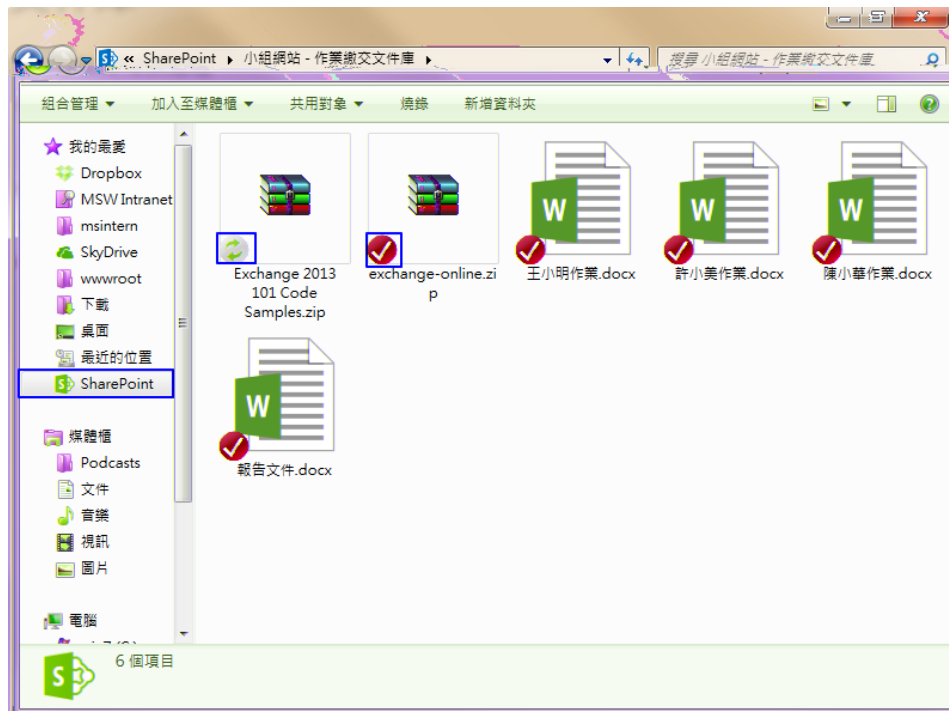 « SharePoint ▸ 小組網站 - 作業繳交文件庫 ▸
搜尋 小組網站 - 作業繳交文件庫
組合管理 ▼ 加入至媒體櫃 ▼ 共用對象 ▼ 燒錄 新增資料夾
我的最愛
Dropbox
MSW Intranet
msintern
SkyDrive
wwwroot
下載
桌面
最近的位置
SharePoint
媒體櫃
Podcasts
文件
音樂
視訊
圖片
電腦
Exchange 2013
101 Code
Samples.zip
exchange-online.zi
p
王小明作業.docx
許小美作業.docx
陳小華作業.docx
報告文件.docx
6 個項目